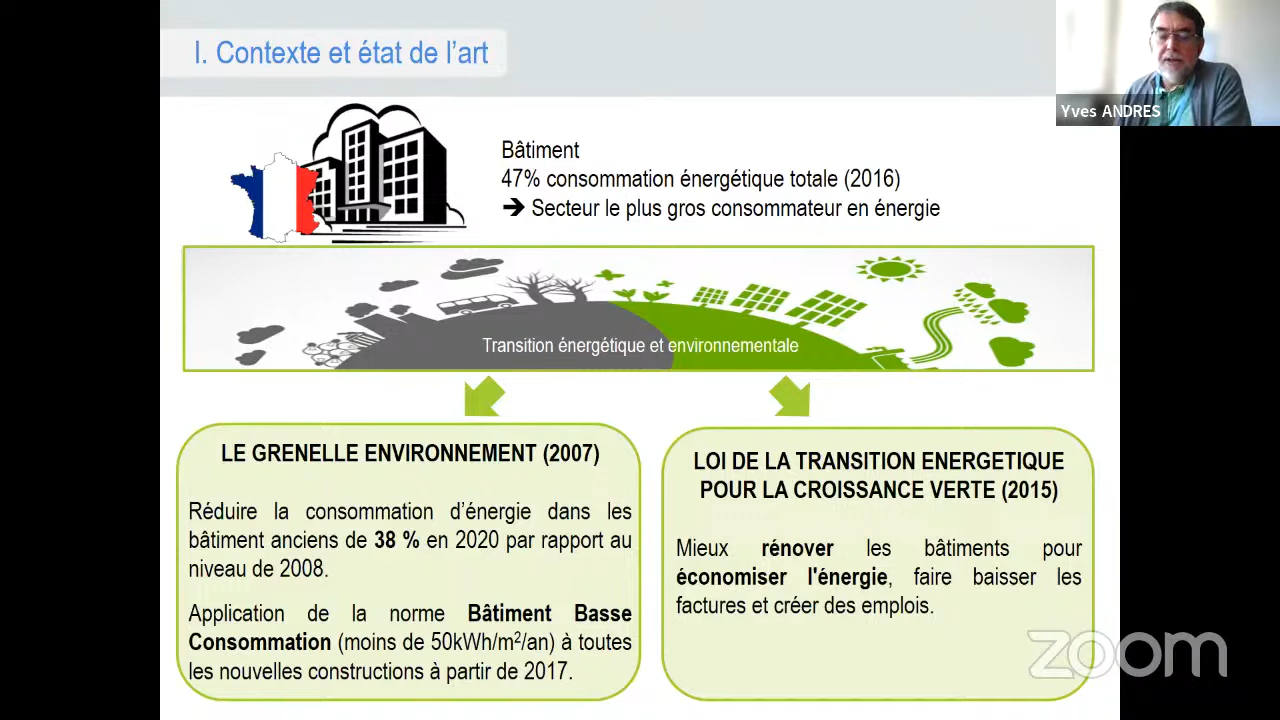 I. Contexte et état de l’art
Yves ANDRES
Bâtiment
47% consommation énergétique totale (2016)
➔ Secteur le plus gros consommateur en énergie
Transition énergétique et environnementale
LE GRENELLE ENVIRONNEMENT (2007)
Réduire la consommation d’énergie dans les
bâtiment anciens de 38 % en 2020 par rapport au
niveau de 2008.
Application de la norme Bâtiment Basse
Consommation (moins de 50kWh/m²/an) à toutes
les nouvelles constructions à partir de 2017.
LOI DE LA TRANSITION ENERGETIQUE
POUR LA CROISSANCE VERTE (2015)
Mieux rénover les bâtiments pour
économiser l'énergie, faire baisser les
factures et créer des emplois.
zoom